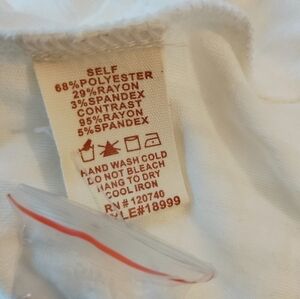 SELF
68%POLYESTER
29%RAYON
3%SPANDEX
CONTRAST
95%RAYON
5%SPANDEX
HAND WASH COLD
DO NOT BLEACH
HANG TO DRY
COOL IRON
RN # 120740
YLE#18999